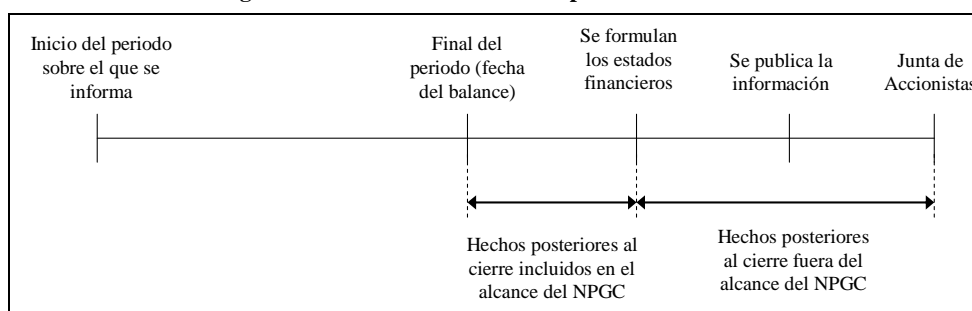 Inicio del periodo
sobre el que se
informa
Final del
periodo (fecha
del balance)
Se formulan
los estados
financieros
Se publica la
información
Junta de
Accionistas
Hechos posteriores al
cierre incluidos en el
alcance del NPGC
Hechos posteriores
al cierre fuera del
alcance del NPGC